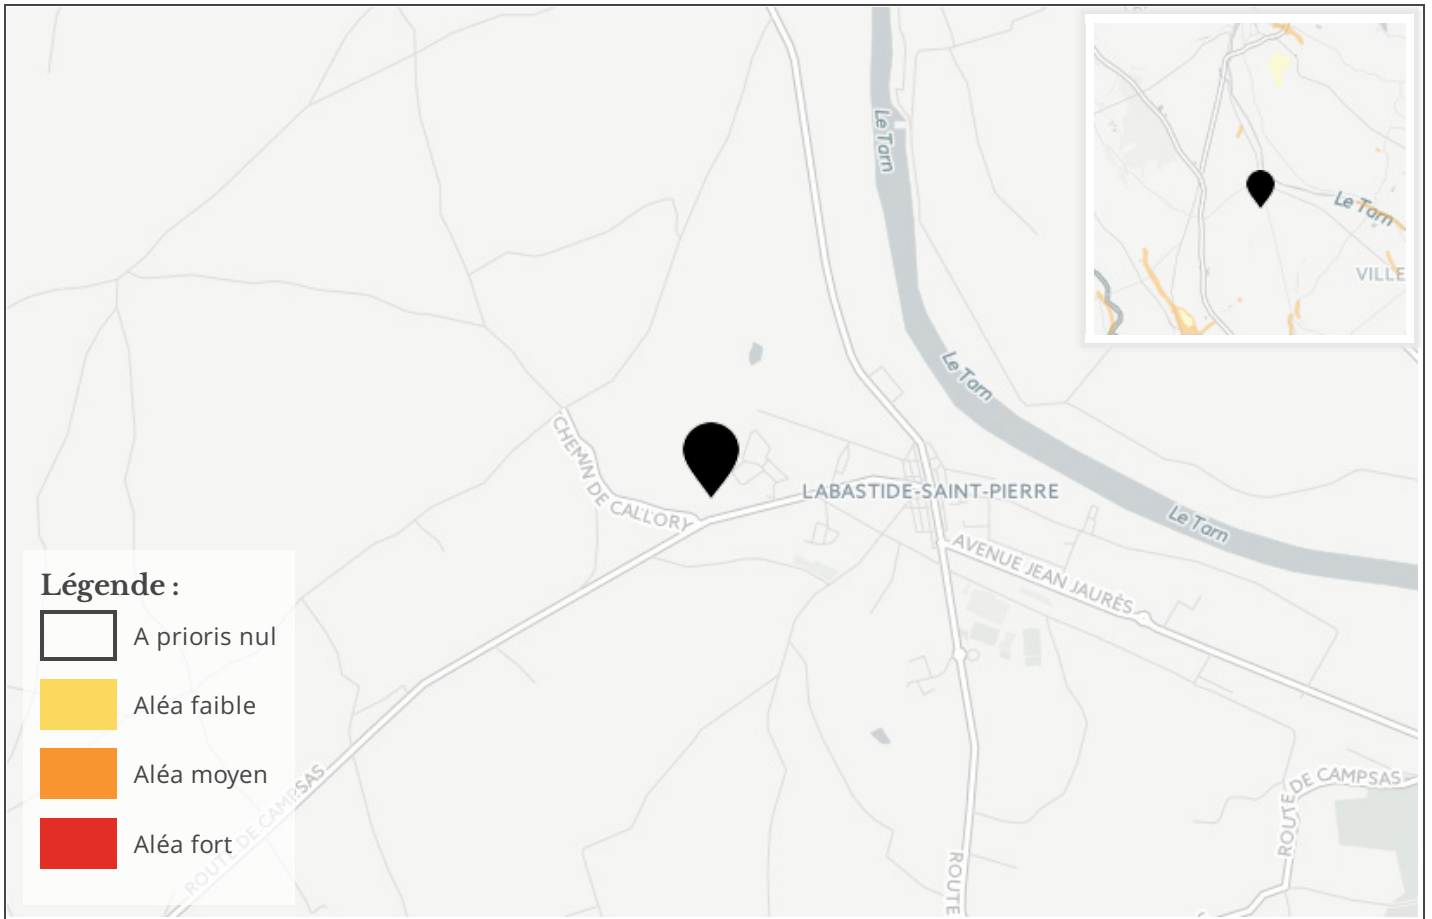 Le Tarn
Le Tarn
VILLE
Le Tarn
CHEMIN DE CALLORY
LABASTIDE-SAINT-PIERRE
Le Tarn
AVENUE JEAN JAURÈS
Légende :
A prioris nul
Aléa faible
Aléa moyen
Aléa fort
ROUTE DE CAMPSAS
ROUTE DE CAMPSAS
ROUTE